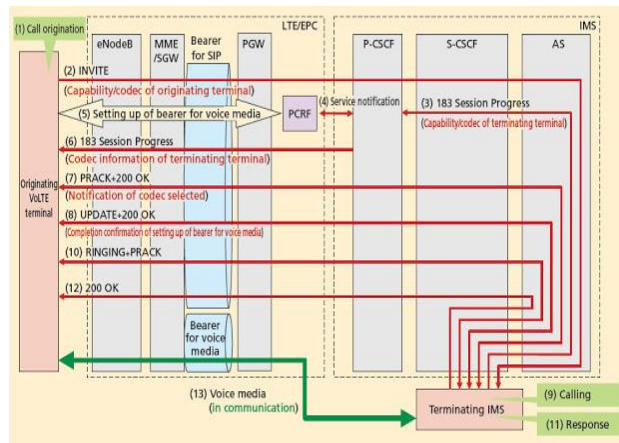 (1) Call origination
LTE/EPC
IMS
eNodeB
MME
/SGW
Bearer
for SIP
PGW
P-CSCF
S-CSCF
AS
(2) INVITE
(Capability/codec of originating terminal)
(5) Setting up of bearer for voice media
PCRF
(4) Service notification
(3) 183 Session Progress
(Capability/codec of terminating terminal)
(6) 183 Session Progress
(Codec information of terminating terminal)
Originating
VoLTE
terminal
(7) PRACK+200 OK
(Notification of codec selected)
(8) UPDATE+200 OK
(Completion confirmation of setting up of bearer for voice media)
(10) RINGING+PRACK
(12) 200 OK
Bearer
for voice
media
(13) Voice media
(in communication)
Terminating IMS
(9) Calling
(11) Response